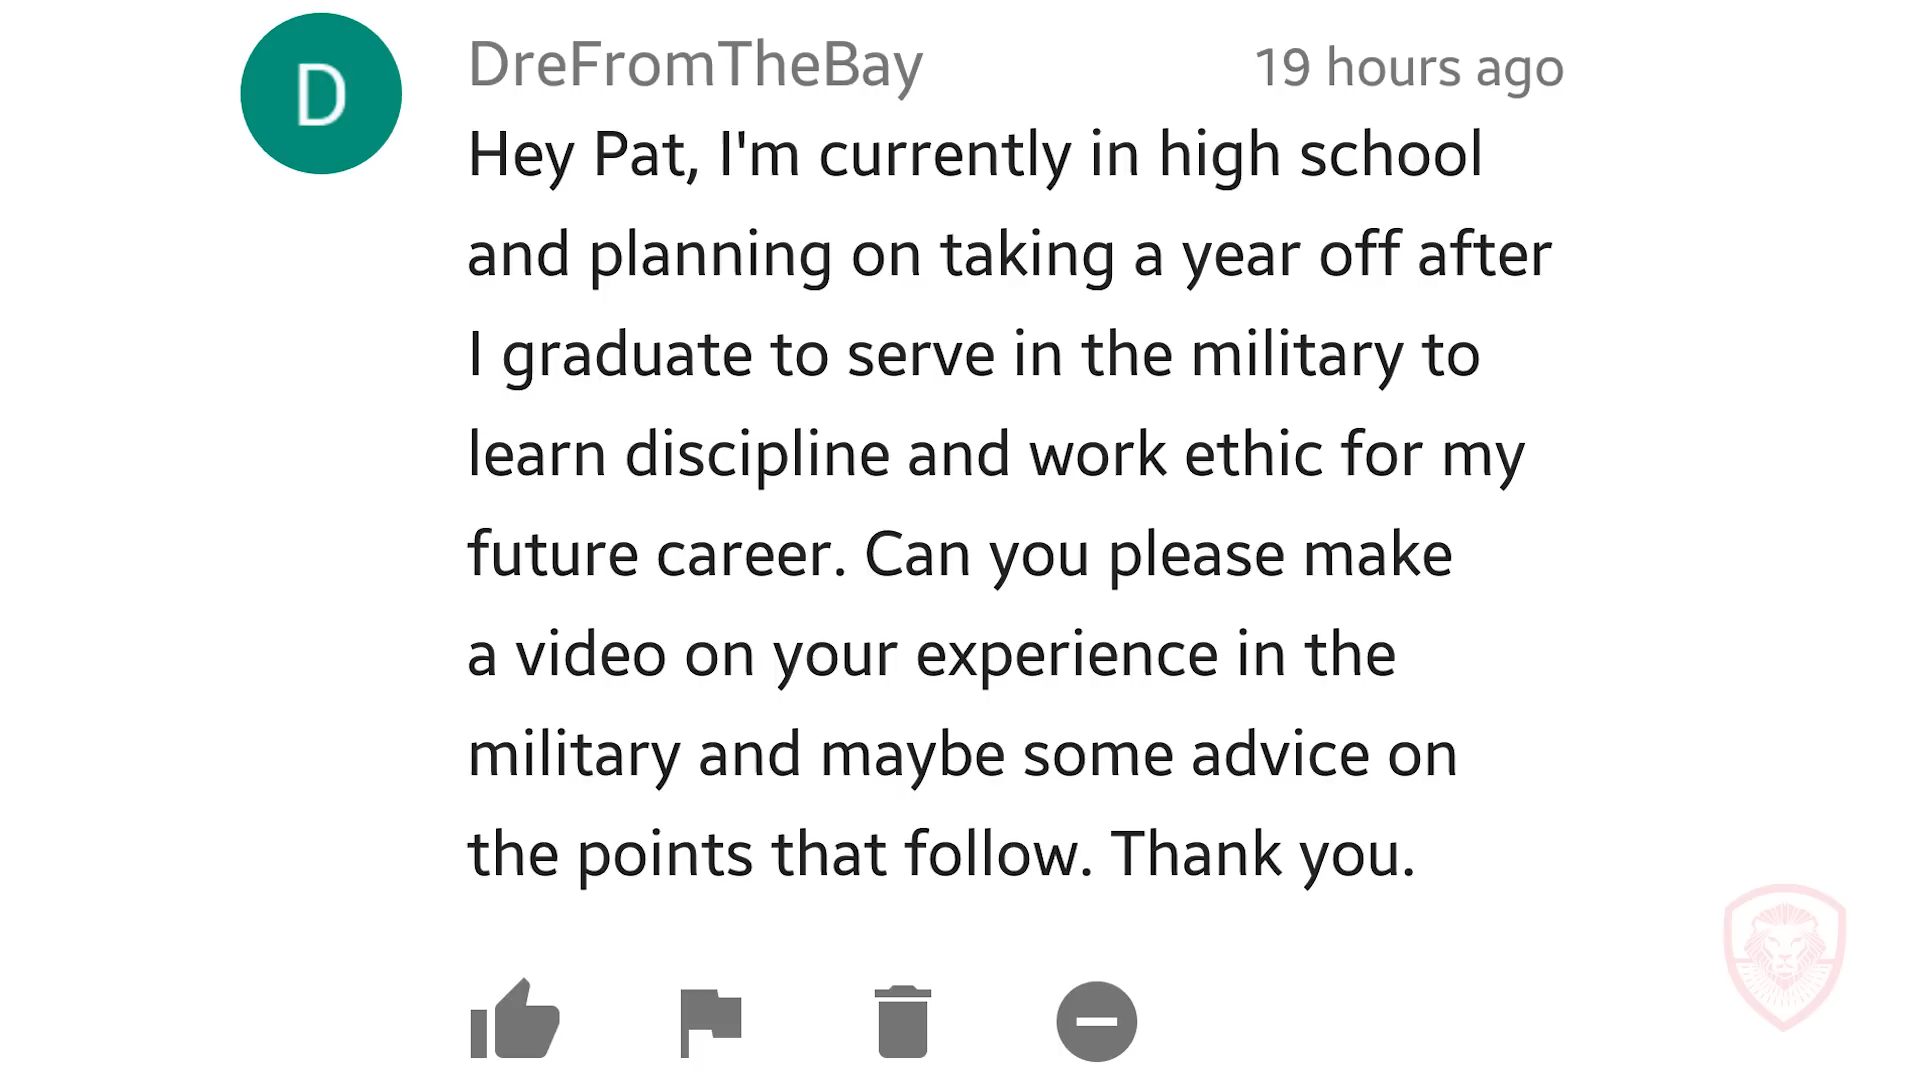 D
DreFromTheBay 19 hours ago
Hey Pat, I'm currently in high school
and planning on taking a year off after
I graduate to serve in the military to
learn discipline and work ethic for my
future career. Can you please make
a video on your experience in the
military and maybe some advice on
the points that follow. Thank you.